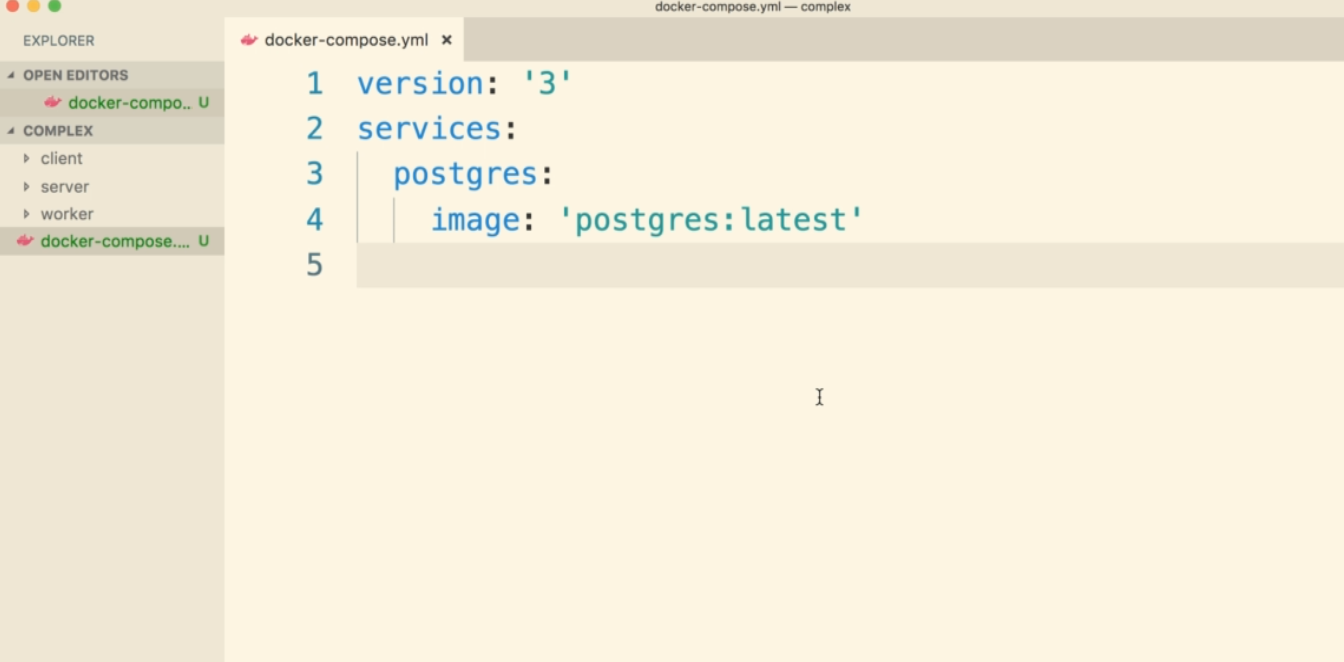 docker-compose.yml — complex
EXPLORER
OPEN EDITORS
docker-compo.. U
COMPLEX
client
server
worker
docker-compose.... U
docker-compose.yml ×
1 version: '3'
2 services:
3   postgres:
4     image: 'postgres:latest'
5